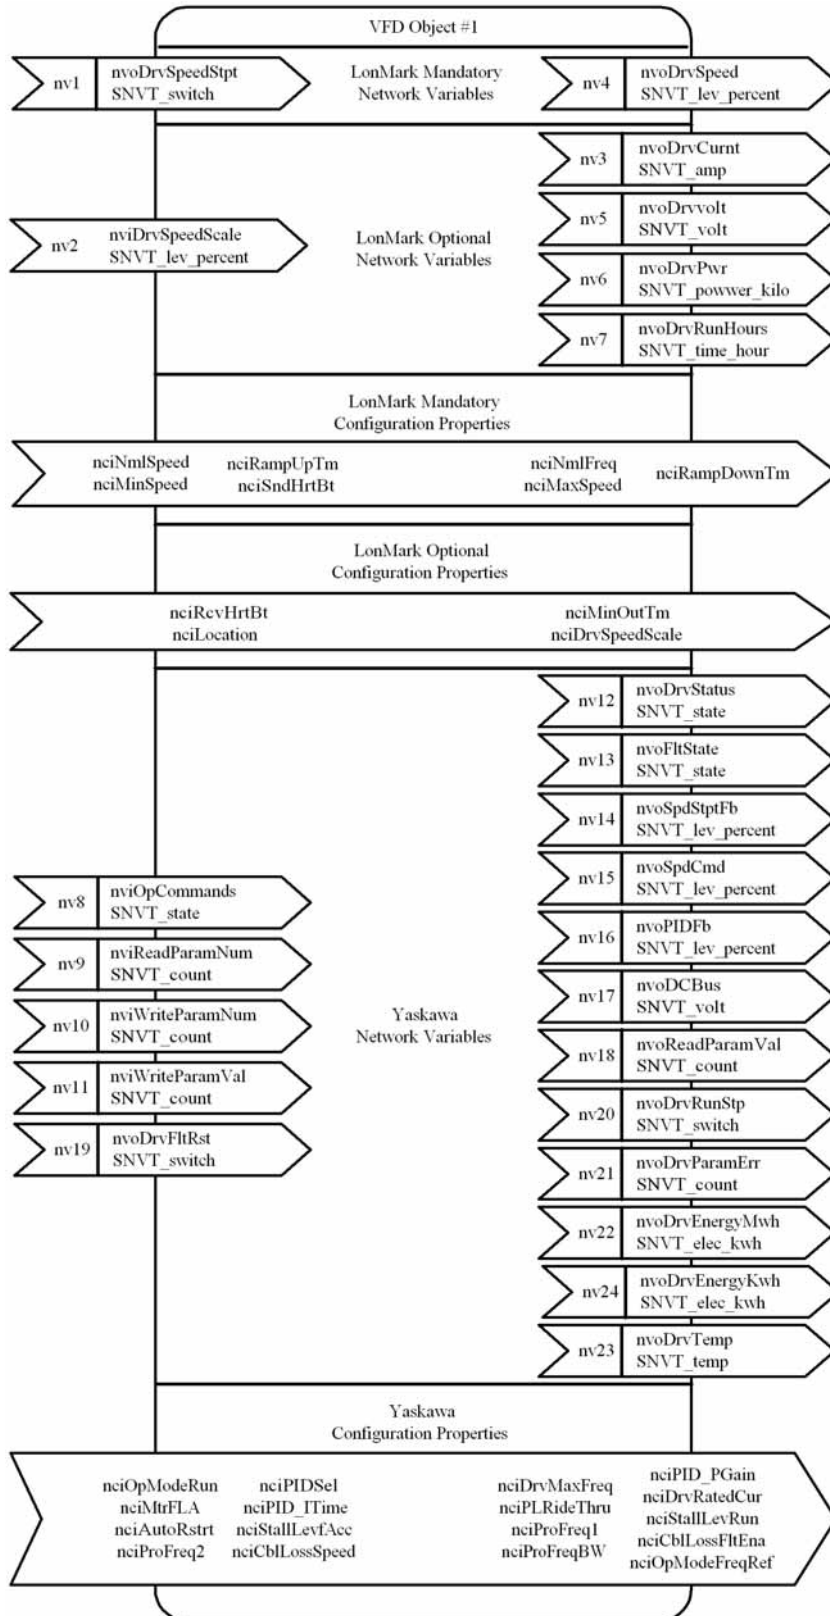 VFD Object #1
nv1
nvoDrvSpeedStpt
SNVT_switch
LonMark Mandatory
Network Variables
nv4
nvoDrvSpeed
SNVT_lev_percent
nv3
nvoDrvCurnt
SNVT_amp
nv5
nvoDrvvolt
SNVT_volt
nv2
nviDrvSpeedScale
SNVT_lev_percent
LonMark Optional
Network Variables
nv6
nvoDrvPwr
SNVT_powwer_kilo
nv7
nvoDrvRunHours
SNVT_time_hour
LonMark Mandatory
Configuration Properties
nciNmlSpeed
nciMinSpeed
nciRampUpTm
nciSndHrtBt
nciNmlFreq
nciMaxSpeed
nciRampDownTm
LonMark Optional
Configuration Properties
nciRcvHrtBt
nciLocation
nciMinOutTm
nciDrvSpeedScale
nv12
nvoDrvStatus
SNVT_state
nv13
nvoFltState
SNVT_state
nv14
nvoSpdStptFb
SNVT_lev_percent
nv15
nvoSpdCmd
SNVT_lev_percent
nv16
nvoPIDFb
SNVT_lev_percent
nv17
nvoDCBus
SNVT_volt
nv18
nvoReadParamVal
SNVT_count
nv20
nvoDrvRunStp
SNVT_switch
nv21
nvoDrvParamErr
SNVT_count
nv22
nvoDrvEnergyMwh
SNVT_elec_kwh
nv24
nvoDrvEnergyKwh
SNVT_elec_kwh
nv23
nvoDrvTemp
SNVT_temp
nv8
nviOpCommands
SNVT_state
nv9
nviReadParamNum
SNVT_count
nv10
nviWriteParamNum
SNVT_count
nv11
nviWriteParamVal
SNVT_count
nv19
nvoDrvFltRst
SNVT_switch
Yaskawa
Network Variables
Yaskawa
Configuration Properties
nciOpModeRun
nciMtrFLA
nciAutoRstrt
nciProFreq2
nciPIDSel
nciPID_ITime
nciStallLevfAcc
nciCblLossSpeed
nciDrvMaxFreq
nciPLRideThru
nciProFreq1
nciProFreqBW
nciPID_PGain
nciDrvRatedCur
nciStallLevRun
nciCblLossFltEna
nciOpModeFreqRef